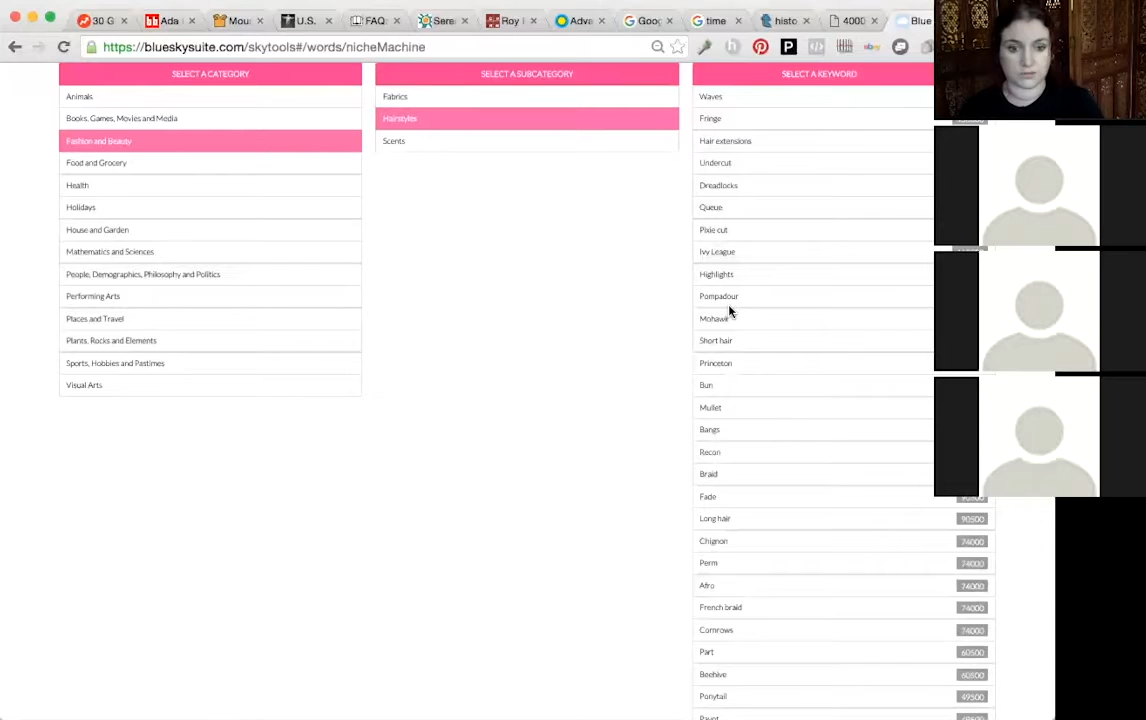 30 G
Ada
Mou
U.S.
FAQ:
Sere
Roy
Adva
Goog
time
histo
4000
Blue
https://blueskysuite.com/skytools#/words/nicheMachine
SELECT A CATEGORY
Animals
Books, Games, Movies and Media
Fashion and Beauty
Food and Grocery
Health
Holidays
House and Garden
Mathematics and Sciences
People, Demographics, Philosophy and Politics
Performing Arts
Places and Travel
Plants, Rocks and Elements
Sports, Hobbies and Pastimes
Visual Arts
SELECT A SUBCATEGORY
Fabrics
Hairstyles
Scents
SELECT A KEYWORD
Waves
Fringe
Hair extensions
Undercut
Dreadlocks
Queue
Pixie cut
Ivy League
Highlights
Pompadour
Mohawk
Short hair
Princeton
Bun
Mullet
Bangs
Recon
Braid
Fade
Long hair 90500
Chignon 74000
Perm 74000
Afro 74000
French braid 74000
Cornrows 74000
Part 60500
Beehive 60500
Ponytail 49500